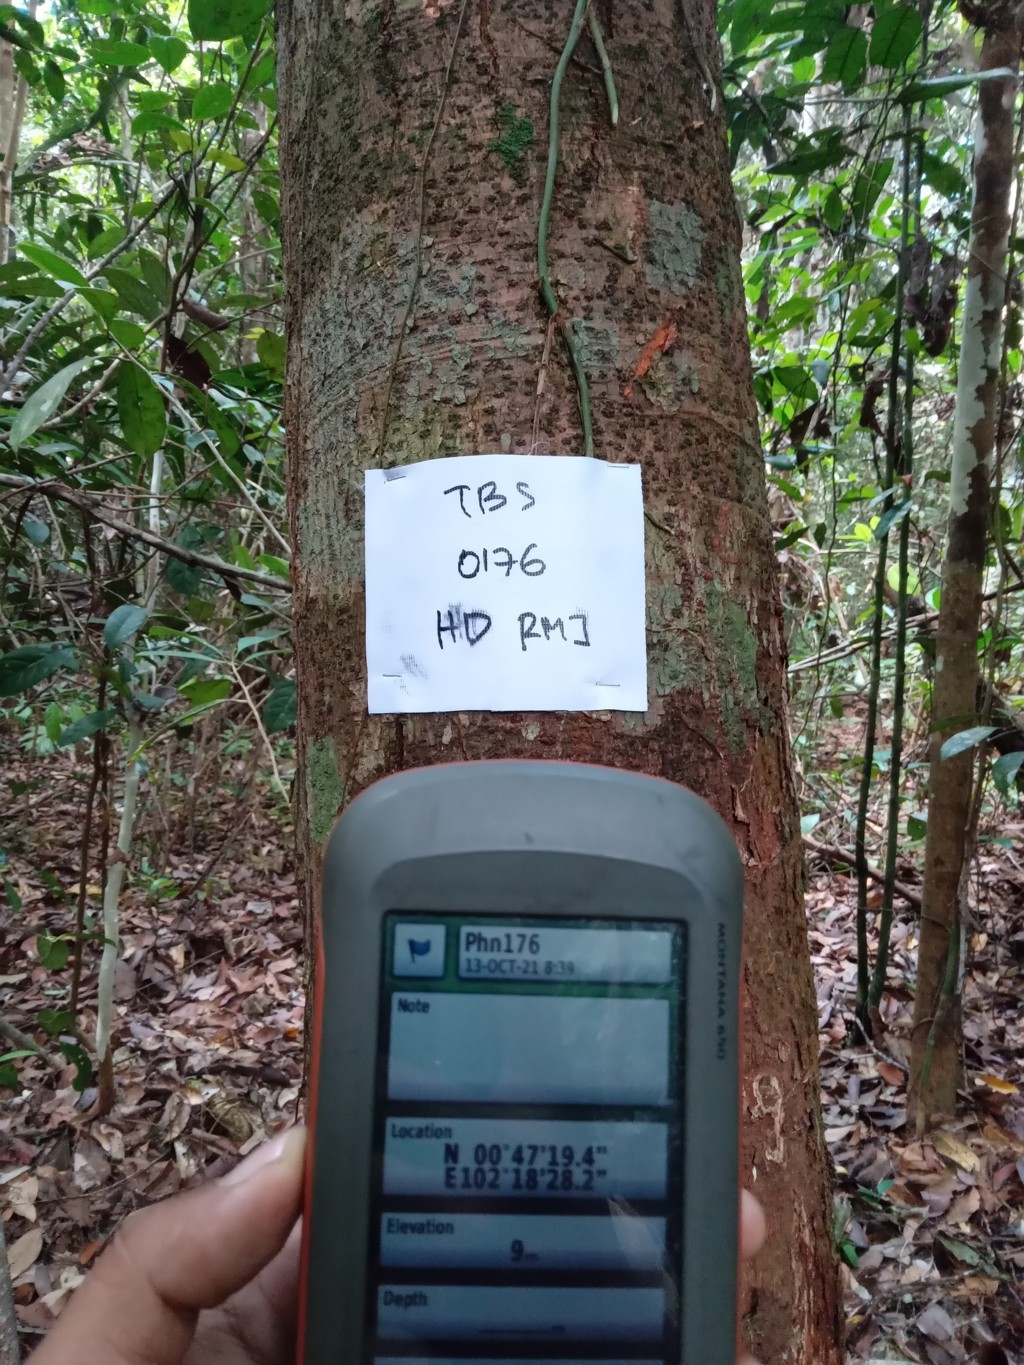 TBS
0176
HD RMJ
MONTANA 650
Phn176
13-OCT-21 8:39
Note
Location
N 00°47'19.4"
E102°18'28.2"
Elevation
9m
Depth